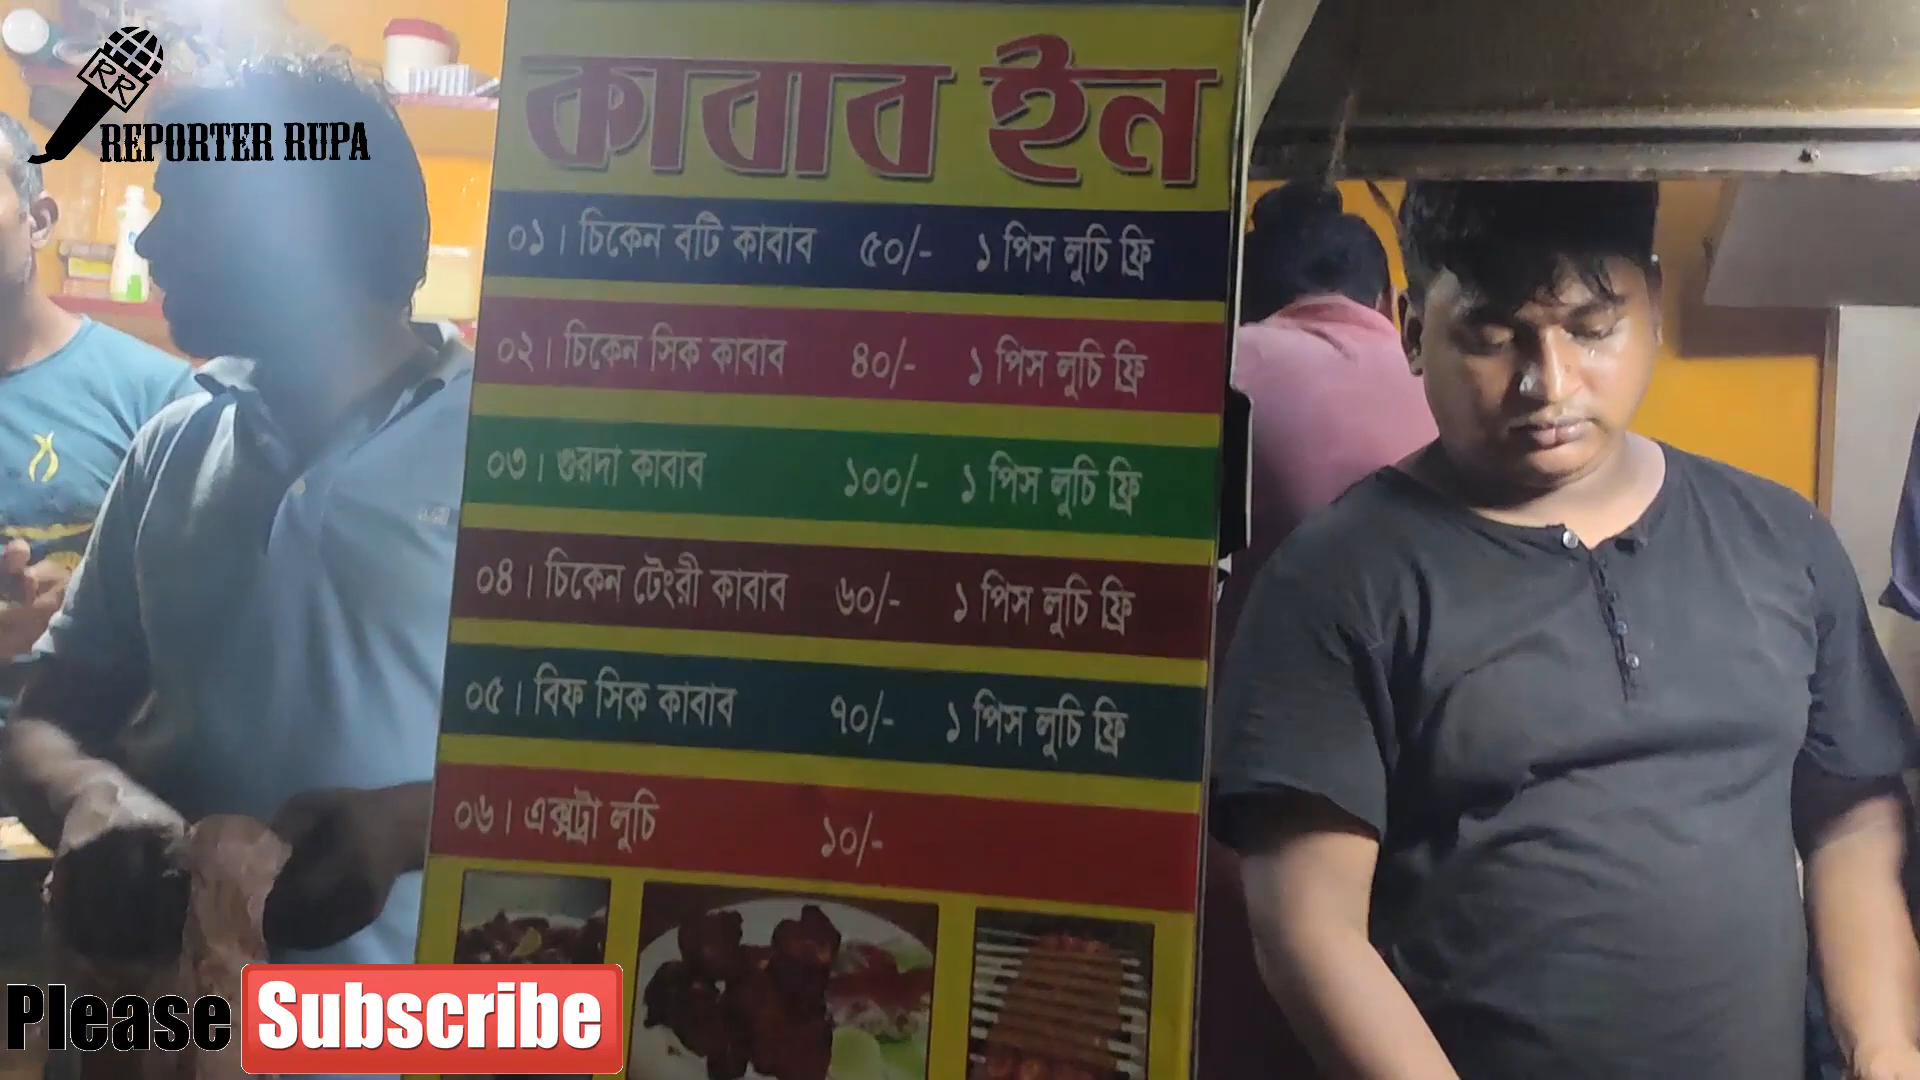 RR
REPORTER RUPA
কাবাব ইন
০১। চিকেন বটি কাবাব ৫০/- ১ পিস লুচি ফ্রি
০২। চিকেন সিক কাবাব ৪০/- ১ পিস লুচি ফ্রি
০৩। গুরদা কাবাব ১০০/- ১ পিস লুচি ফ্রি
০৪। চিকেন টেংরী কাবাব ৬০/- ১ পিস লুচি ফ্রি
০৫। বিফ সিক কাবাব ৭০/- ১ পিস লুচি ফ্রি
০৬। এক্সট্রা লুচি ১০/-
Please Subscribe